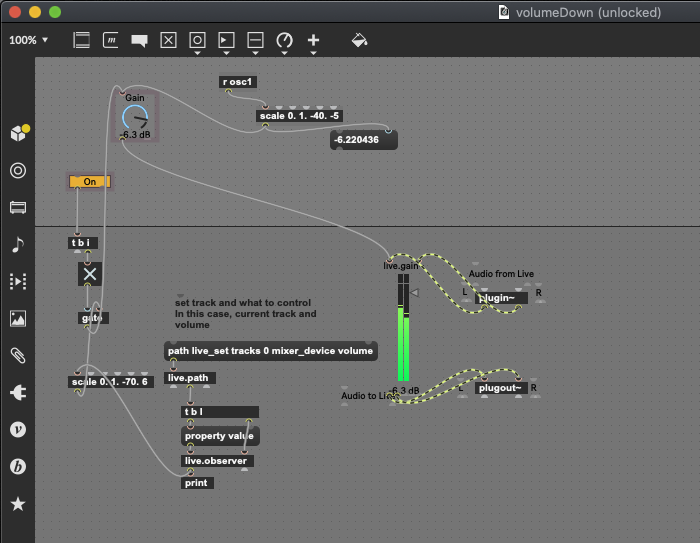 volumeDown (unlocked)
100%
m
r osc1
Gain
scale 0. 1. -40. -5
-6.3 dB
-6.220436
On
t b i
live.gain~
Audio from Live
L
plugin~
R
set track and what to control
In this case, current track and
volume
gate
path live_set tracks 0 mixer_device volume
scale 0. 1. -70. 6
live.path
-6.3 dB
L
plugout~
R
Audio to Live
t b l
property value
live.observer
print